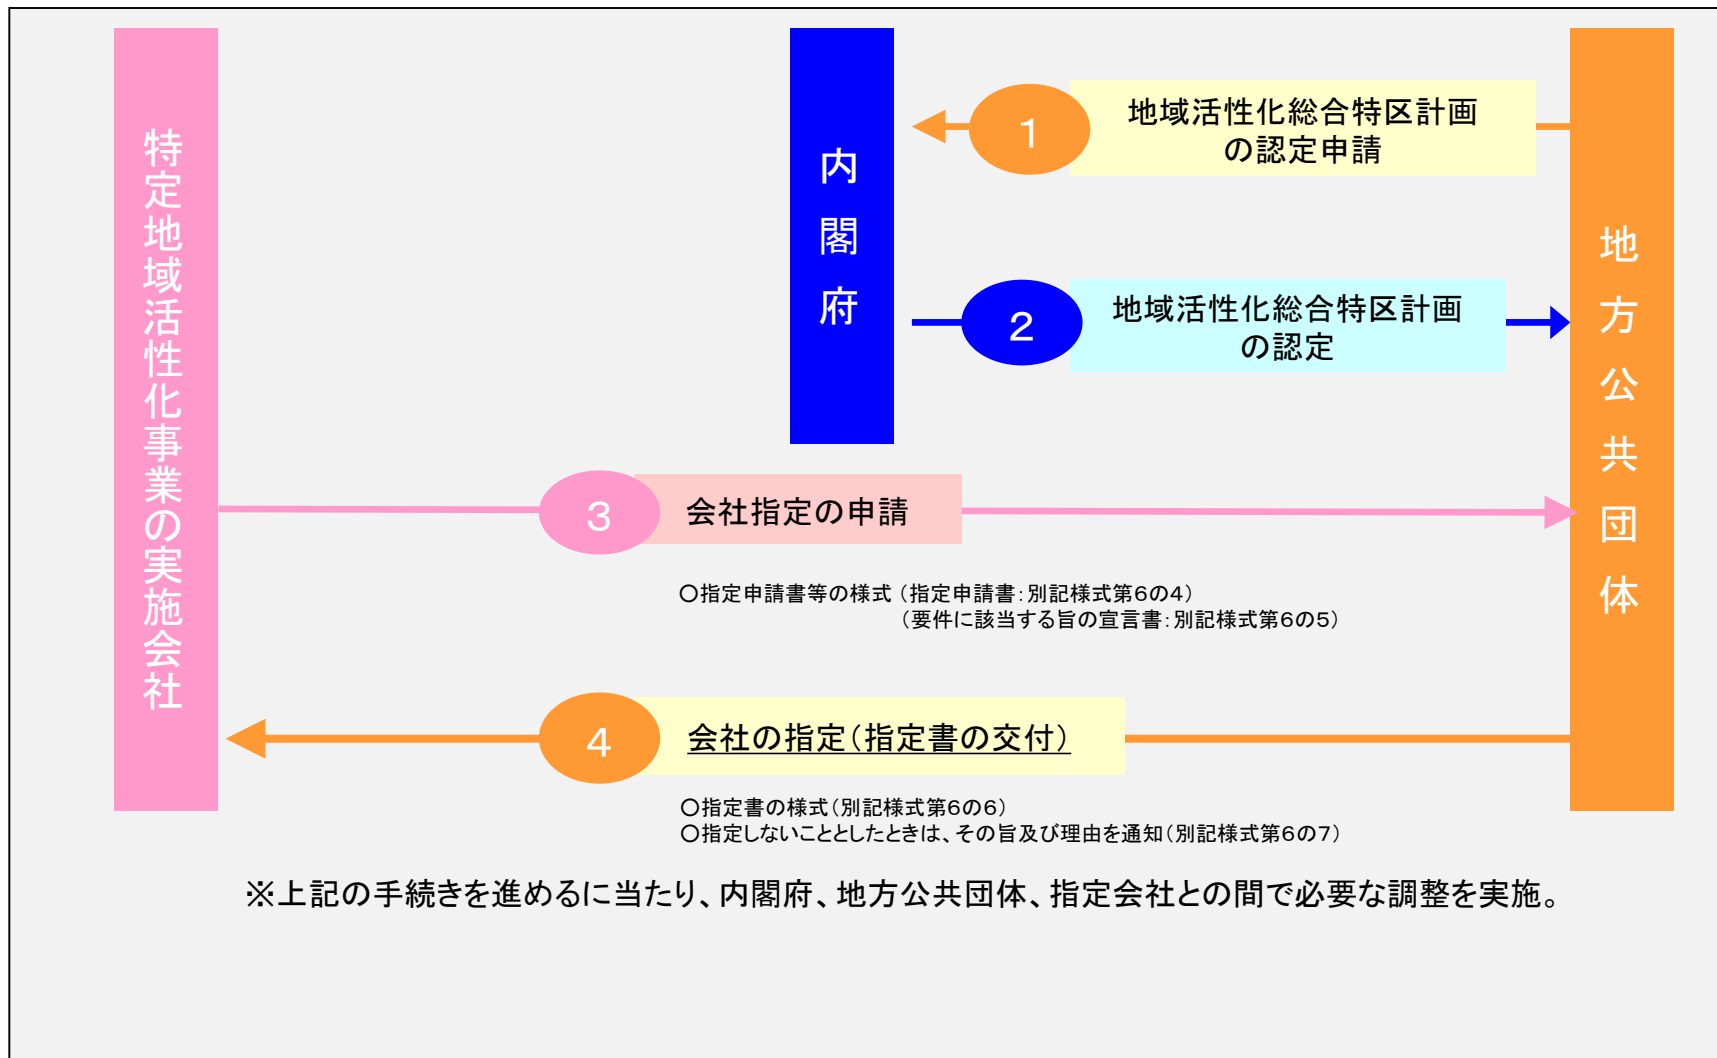 特定地域活性化事業の実施会社
内閣府
地方公共団体
1
地域活性化総合特区計画
の認定申請
2
地域活性化総合特区計画
の認定
3
会社指定の申請
○指定申請書等の様式（指定申請書：別記様式第6の4）
（要件に該当する旨の宣言書：別記様式第6の5）
4
会社の指定（指定書の交付）
○指定書の様式（別記様式第6の6）
○指定しないこととしたときは、その旨及び理由を通知（別記様式第6の7）
※上記の手続きを進めるに当たり、内閣府、地方公共団体、指定会社との間で必要な調整を実施。